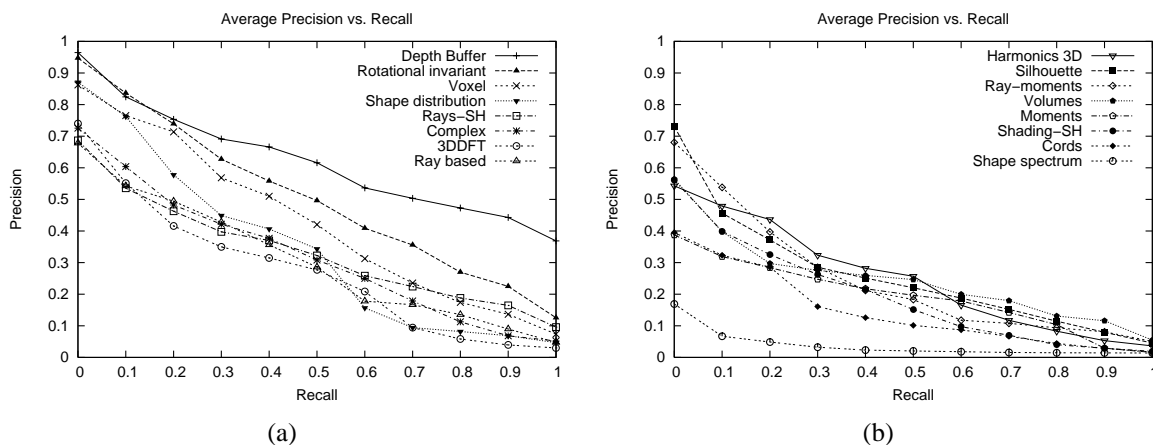 Average Precision vs. Recall
1
0.9
0.8
0.7
0.6
0.5
0.4
0.3
0.2
0.1
0
Precision
Depth Buffer
Rotational invariant
Voxel
Shape distribution
Rays-SH
Complex
3DDFT
Ray based
0 0.1 0.2 0.3 0.4 0.5 0.6 0.7 0.8 0.9 1
Recall
(a)
Average Precision vs. Recall
1
0.9
0.8
0.7
0.6
0.5
0.4
0.3
0.2
0.1
0
Precision
Harmonics 3D
Silhouette
Ray-moments
Volumes
Moments
Shading-SH
Cords
Shape spectrum
0 0.1 0.2 0.3 0.4 0.5 0.6 0.7 0.8 0.9 1
Recall
(b)